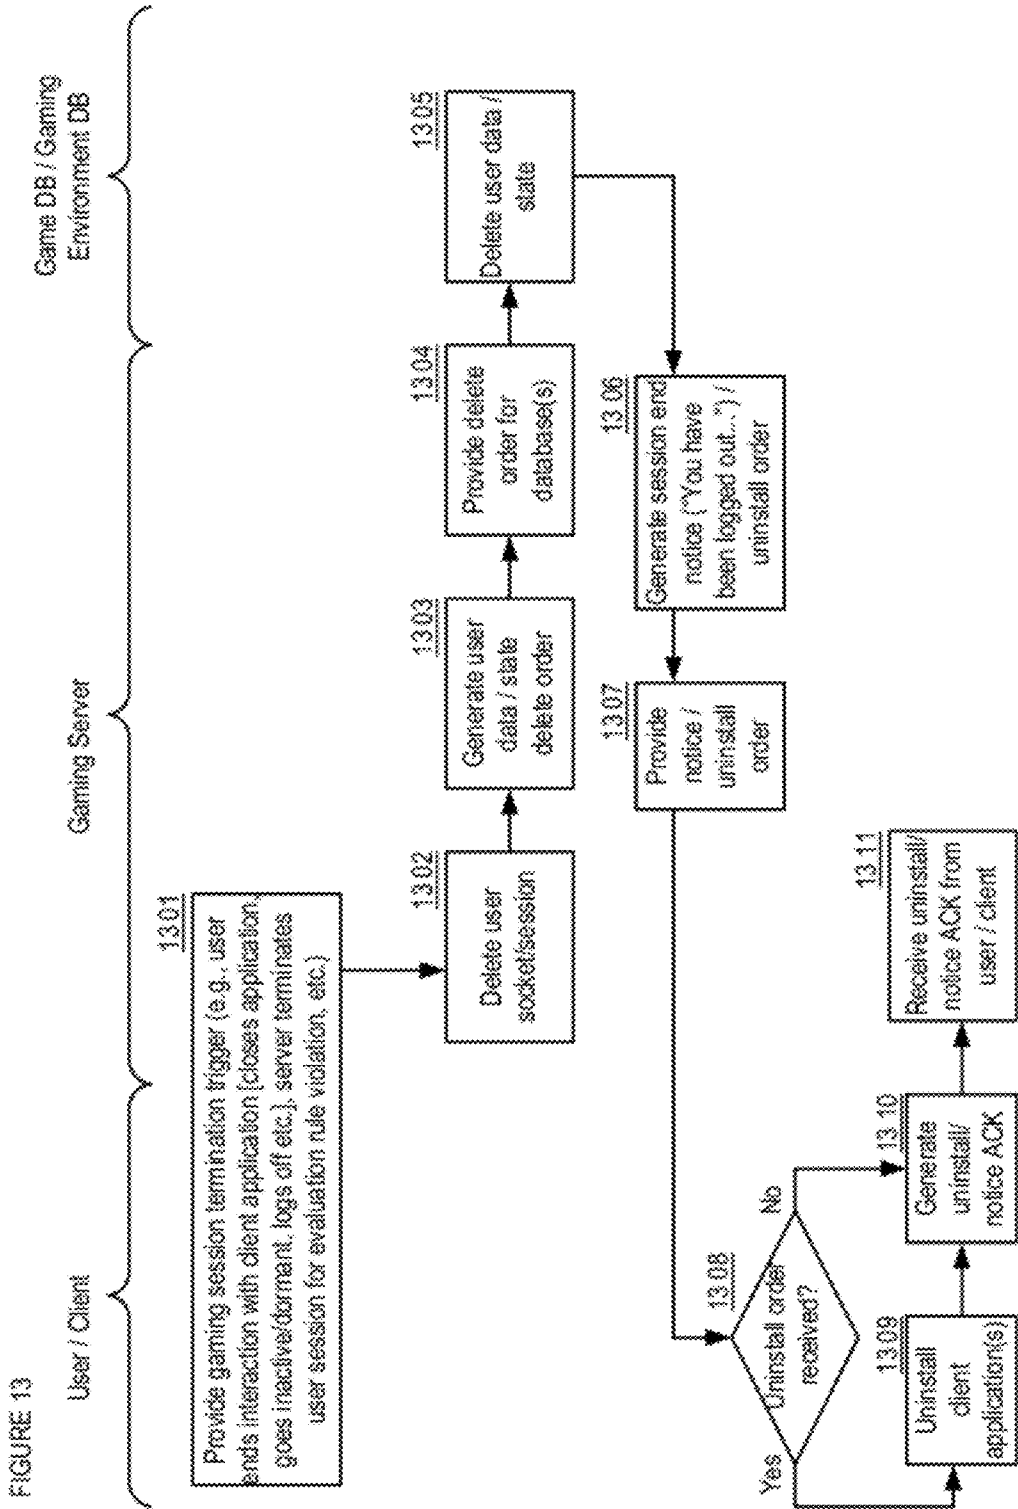 FIGURE 13
User / Client
Gaming Server
Game DB / Gaming
Environment DB
1301
Provide gaming session termination trigger (e.g., user
ends interaction with client application [closes application,
goes inactive/dormant, logs off etc.], server terminates
user session for evaluation rule violation, etc.)
1302
Delete user
socket/session
1303
Generate user
data / state
delete order
1304
Provide delete
order for
database(s)
1305
Delete user data /
state
1306
Generate session end
notice ("You have
been logged out...") /
uninstall order
1307
Provide
notice /
uninstall
order
1308
Uninstall order
received?
Yes
No
1309
Uninstall
client
application(s)
1310
Generate
uninstall/
notice ACK
1311
Receive uninstall/
notice ACK from
user / client